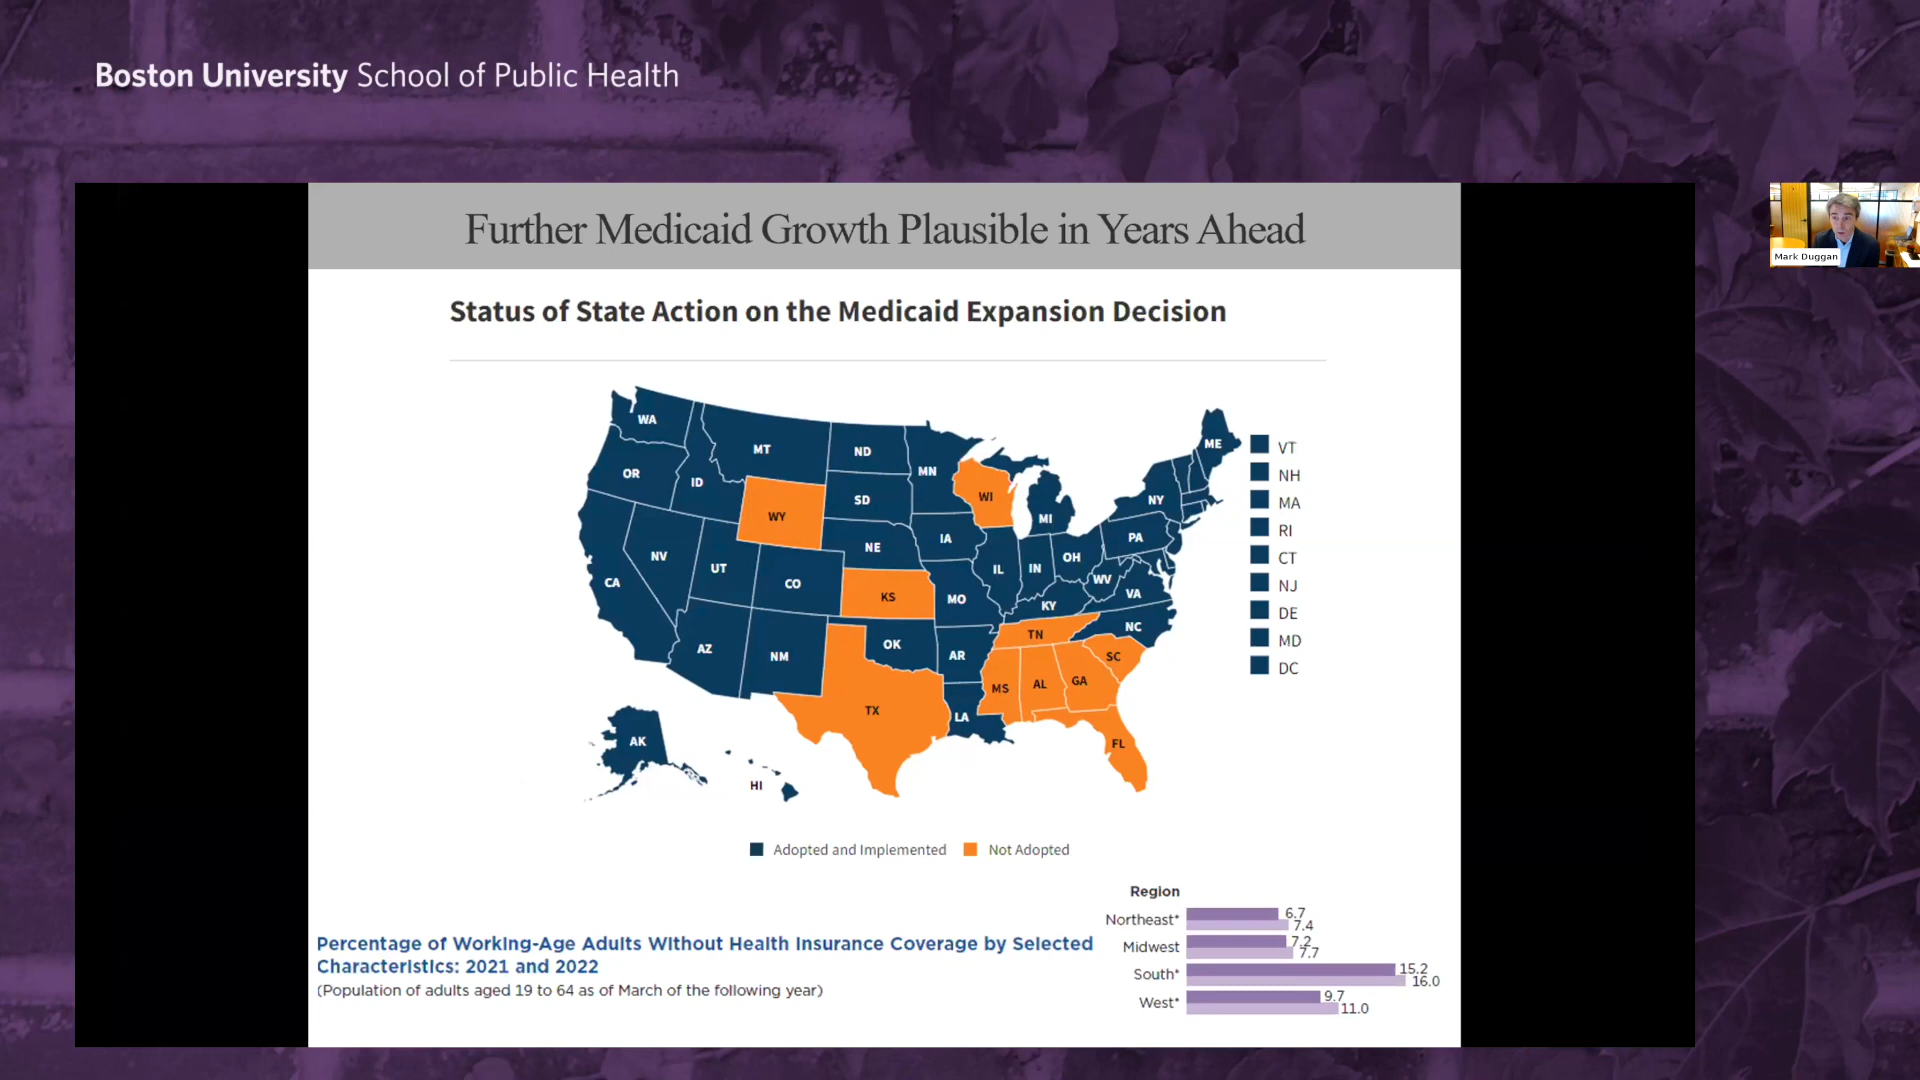 Boston University School of Public Health
Further Medicaid Growth Plausible in Years Ahead
Mark Duggan
Status of State Action on the Medicaid Expansion Decision
WA
MT
ND
MN
ME
VT
OR
ID
SD
WI
NY
NH
WY
MI
MA
IA
PA
RI
NV
NE
OH
CT
UT
IL
IN
WV
NJ
CA
CO
KS
MO
KY
VA
DE
AZ
NM
OK
AR
TN
NC
MD
SC
DC
MS
AL
GA
TX
LA
FL
AK
HI
Adopted and Implemented
Not Adopted
Percentage of Working-Age Adults Without Health Insurance Coverage by Selected
Characteristics: 2021 and 2022
(Population of adults aged 19 to 64 as of March of the following year)
Region
Northeast* 6.7
7.4
Midwest 7.2
7.7
South* 15.2
16.0
West* 9.7
11.0